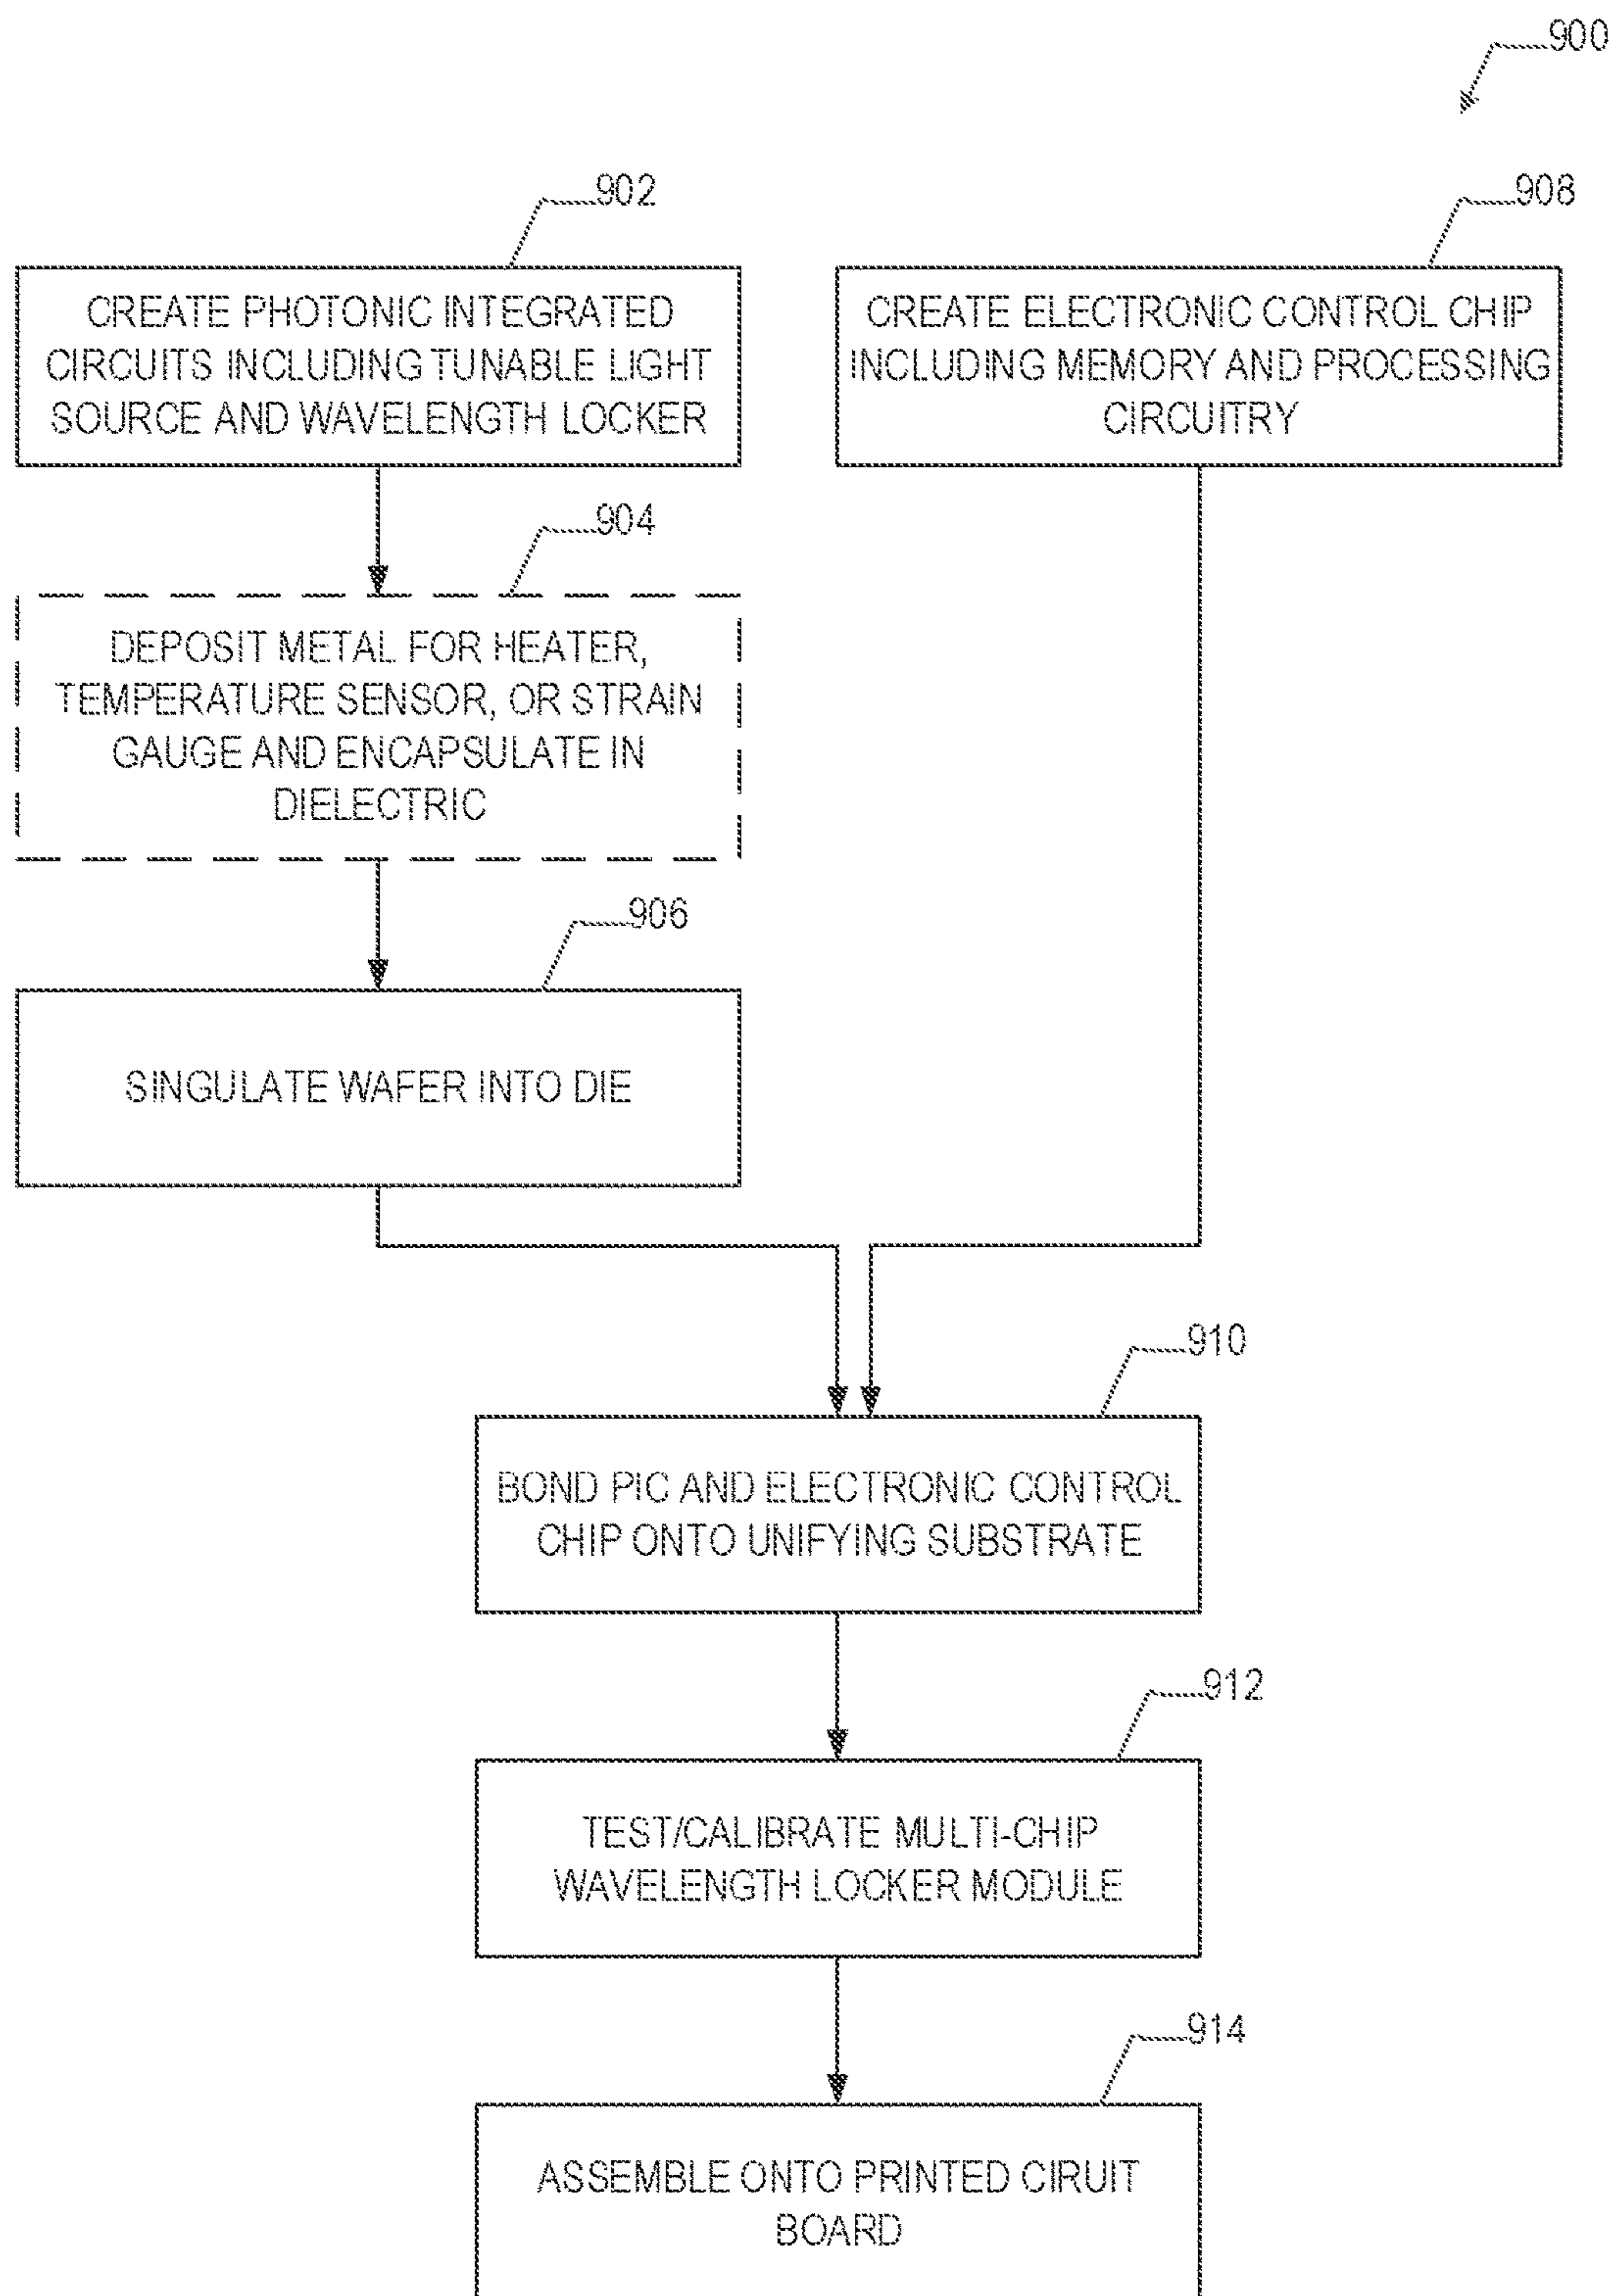 900
902
CREATE PHOTONIC INTEGRATED
CIRCUITS INCLUDING TUNABLE LIGHT
SOURCE AND WAVELENGTH LOCKER
908
CREATE ELECTRONIC CONTROL CHIP
INCLUDING MEMORY AND PROCESSING
CIRCUITRY
904
DEPOSIT METAL FOR HEATER,
TEMPERATURE SENSOR, OR STRAIN
GAUGE AND ENCAPSULATE IN
DIELECTRIC
906
SINGULATE WAFER INTO DIE
910
BOND PIC AND ELECTRONIC CONTROL
CHIP ONTO UNIFYING SUBSTRATE
912
TEST/CALIBRATE MULTI-CHIP
WAVELENGTH LOCKER MODULE
914
ASSEMBLE ONTO PRINTED CIRUIT
BOARD